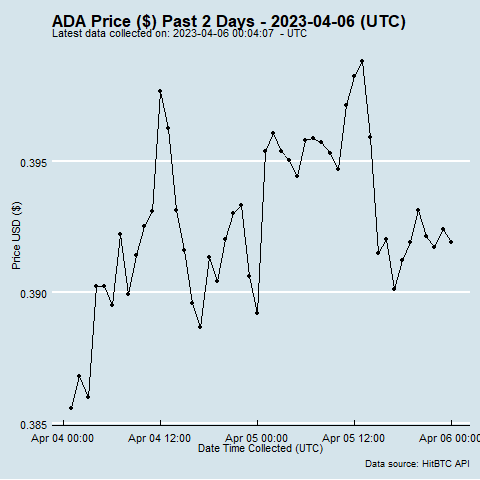 ADA Price ($) Past 2 Days - 2023-04-06 (UTC)
Latest data collected on: 2023-04-06 00:04:07  - UTC
0.395
Price USD ($)
0.390
0.385
Apr 04 00:00 Apr 04 12:00 Apr 05 00:00 Apr 05 12:00 Apr 06 00:00
Date Time Collected (UTC)
Data source: HitBTC API